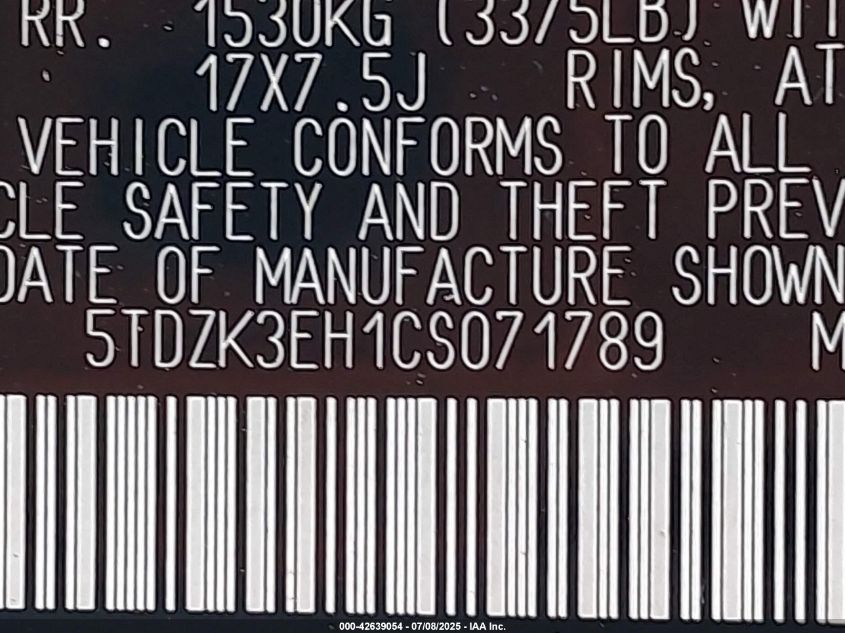 RR. 1530KG (3375LB) WIT
17X7.5J RIMS, AT
VEHICLE CONFORMS TO ALL
CLE SAFETY AND THEFT PREV
DATE OF MANUFACTURE SHOWN
5TDZK3EH1CS071789 M
000-42639054 - 07/08/2025 - IAA Inc.